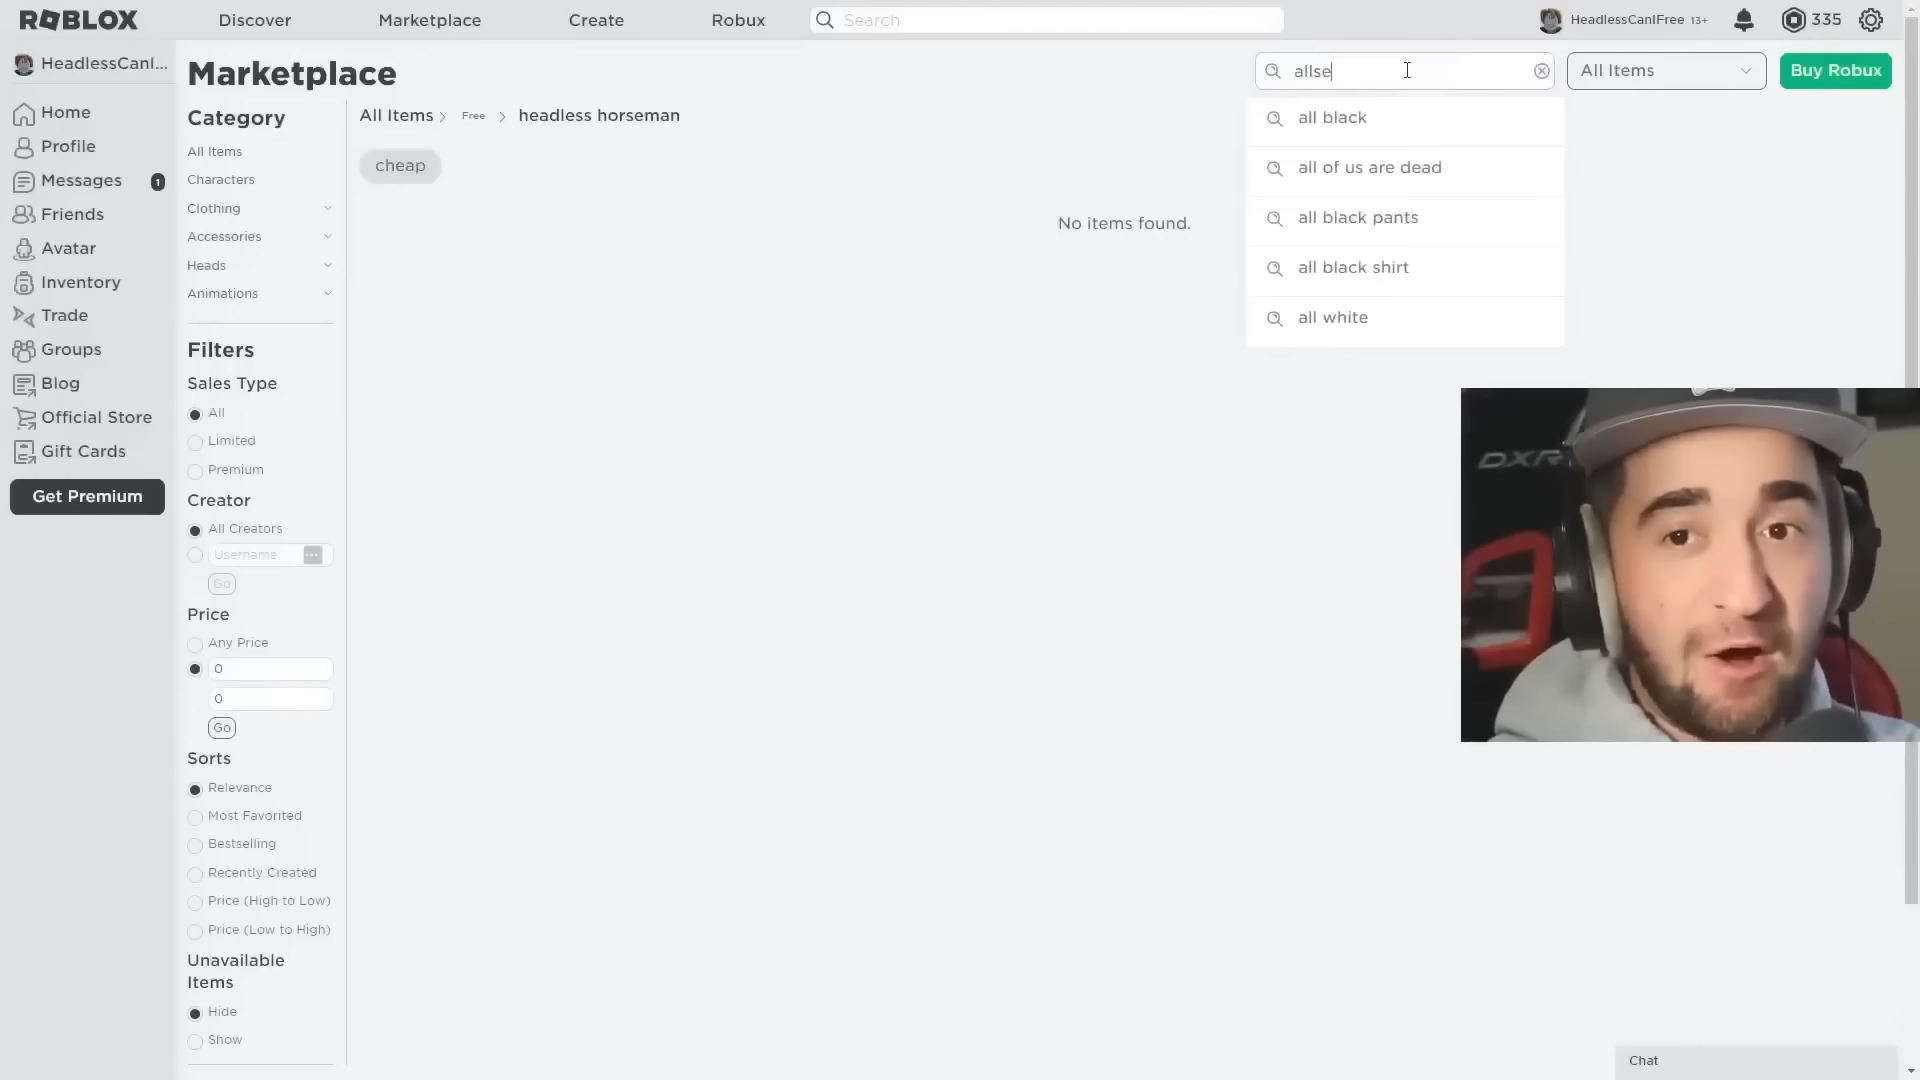 ROBLOX
Discover
Marketplace
Create
Robux
Search
HeadlessCanIFree 13+
335
HeadlessCanI...
Home
Profile
Messages 1
Friends
Avatar
Inventory
Trade
Groups
Blog
Official Store
Gift Cards
Get Premium
Marketplace
allse
All Items
Buy Robux
Category
All Items
Characters
Clothing
Accessories
Heads
Animations
Filters
Sales Type
All
Limited
Premium
Creator
All Creators
Username
Go
Price
Any Price
0
0
Go
Sorts
Relevance
Most Favorited
Bestselling
Recently Created
Price (High to Low)
Price (Low to High)
Unavailable
Items
Hide
Show
All Items > Free > headless horseman
cheap
No items found.
all black
all of us are dead
all black pants
all black shirt
all white
DXR
Chat